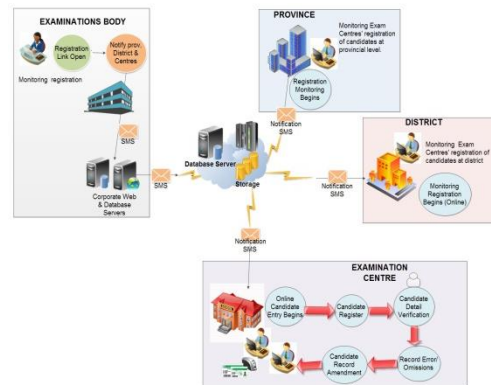 EXAMINATIONS BODY
Registration
Link Open
Notify prov.
District &
Centres
Monitoring registration
SMS
Corporate Web
& Database
Servers
SMS
Database Server
Storage
PROVINCE
Monitoring Exam
Centres' registration
of candidates at
provincial level.
Registration
Monitoring
Begins
Notification
SMS
DISTRICT
Monitoring Exam
Centres' registration of
candidates at district
Monitoring
Registration
Begins (Online)
Notification
SMS
Notification
SMS
EXAMINATION
CENTRE
Online
Candidate
Entry Begins
Candidate
Register
Candidate
Detail
Verification
Record Error/
Omissions
Candidate
Record
Amendment